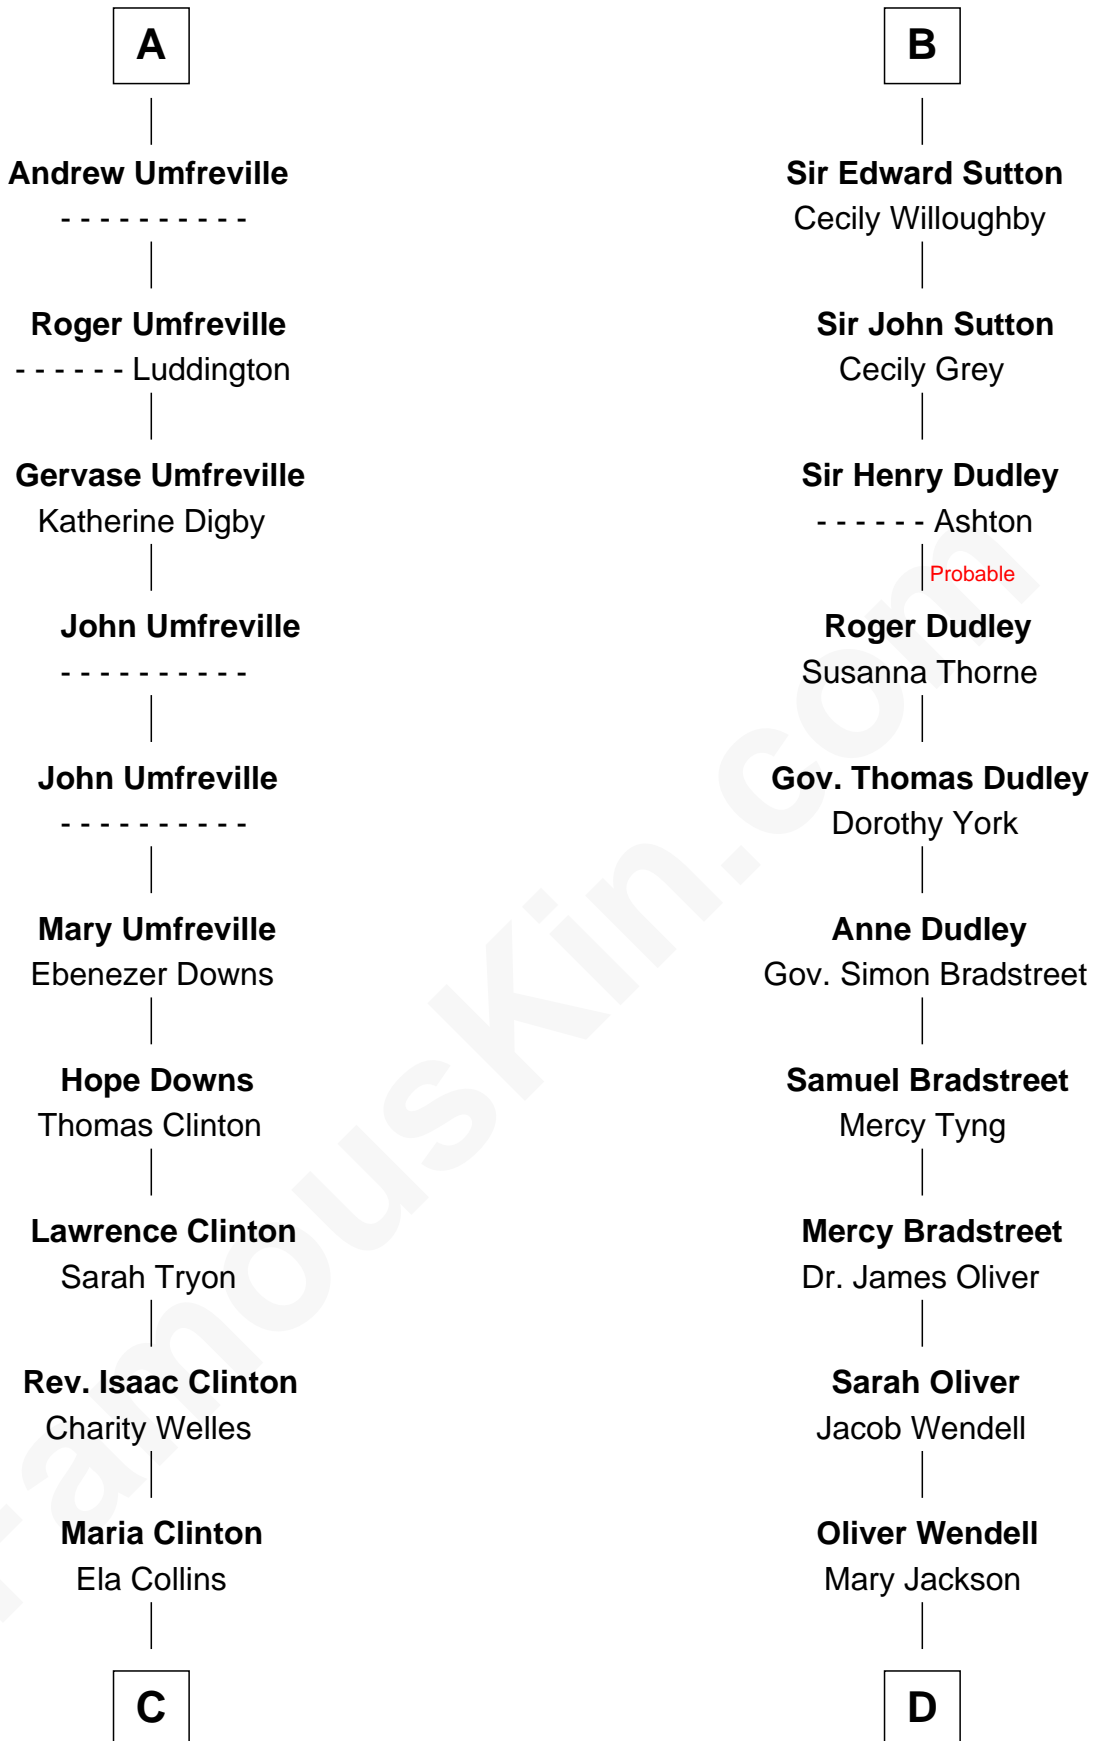 A
Andrew Umfreville
- - - - - - - - - -
Roger Umfreville
- - - - - - Luddington
Gervase Umfreville
Katherine Digby
John Umfreville
- - - - - - - - - -
John Umfreville
- - - - - - - - - -
Mary Umfreville
Ebenezer Downs
Hope Downs
Thomas Clinton
Lawrence Clinton
Sarah Tryon
Rev. Isaac Clinton
Charity Welles
Maria Clinton
Ela Collins
C
B
Sir Edward Sutton
Cecily Willoughby
Sir John Sutton
Cecily Grey
Sir Henry Dudley
- - - - - - Ashton
Probable
Roger Dudley
Susanna Thorne
Gov. Thomas Dudley
Dorothy York
Anne Dudley
Gov. Simon Bradstreet
Samuel Bradstreet
Mercy Tyng
Mercy Bradstreet
Dr. James Oliver
Sarah Oliver
Jacob Wendell
Oliver Wendell
Mary Jackson
D
FamousKin.com